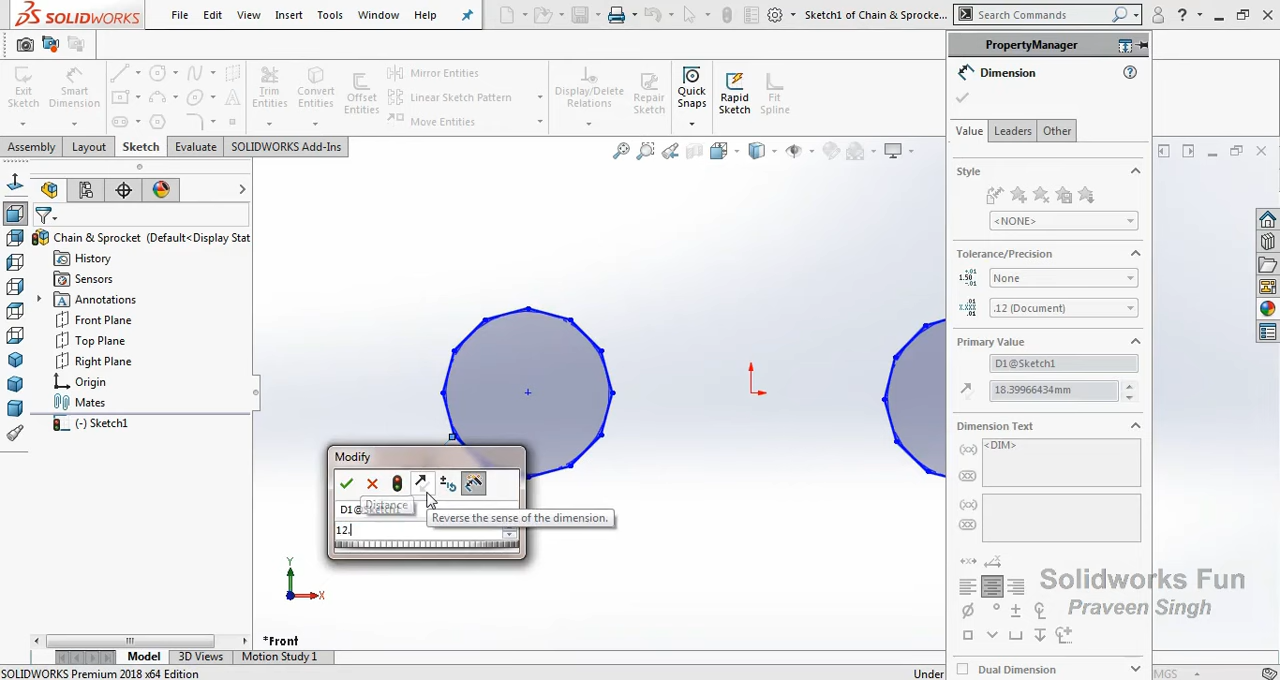 SOLIDWORKS File Edit View Insert Tools Window Help Sketch1 of Chain & Sprocke... Search Commands ?
Exit Sketch
Smart Dimension
Trim Entities
Convert Entities
Offset Entities
Mirror Entities
Linear Sketch Pattern
Move Entities
Display/Delete Relations
Repair Sketch
Quick Snaps
Rapid Sketch
Fit Spline
Assembly Layout Sketch Evaluate SOLIDWORKS Add-Ins
Chain & Sprocket (Default<Display Stat
History
Sensors
Annotations
Front Plane
Top Plane
Right Plane
Origin
Mates
(-) Sketch1
Modify
Distance
D1@Sketch1
Reverse the sense of the dimension.
12.
Y
X
*Front
PropertyManager
Dimension
Value Leaders Other
Style
<NONE>
Tolerance/Precision
None
.12 (Document)
Primary Value
D1@Sketch1
18.39966434mm
Dimension Text
<DIM>
Solidworks Fun
Praveen Singh
Dual Dimension
Model 3D Views Motion Study 1
SOLIDWORKS Premium 2018 x64 Edition Under MGS